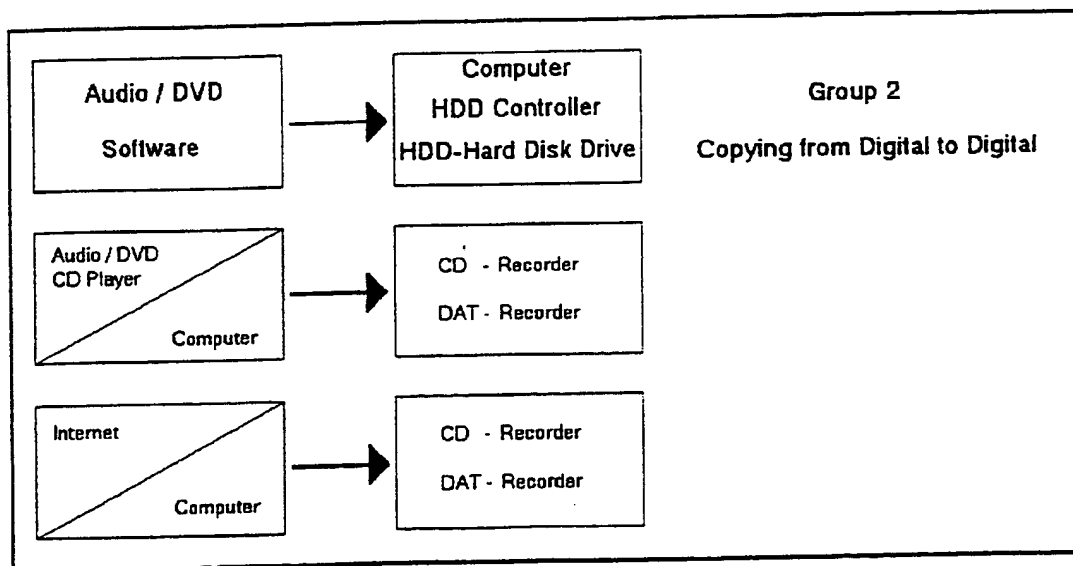 Audio / DVD
Software
Computer
HDD Controller
HDD-Hard Disk Drive
Group 2
Copying from Digital to Digital
Audio / DVD
CD Player
Computer
CD - Recorder
DAT - Recorder
Internet
Computer
CD - Recorder
DAT - Recorder